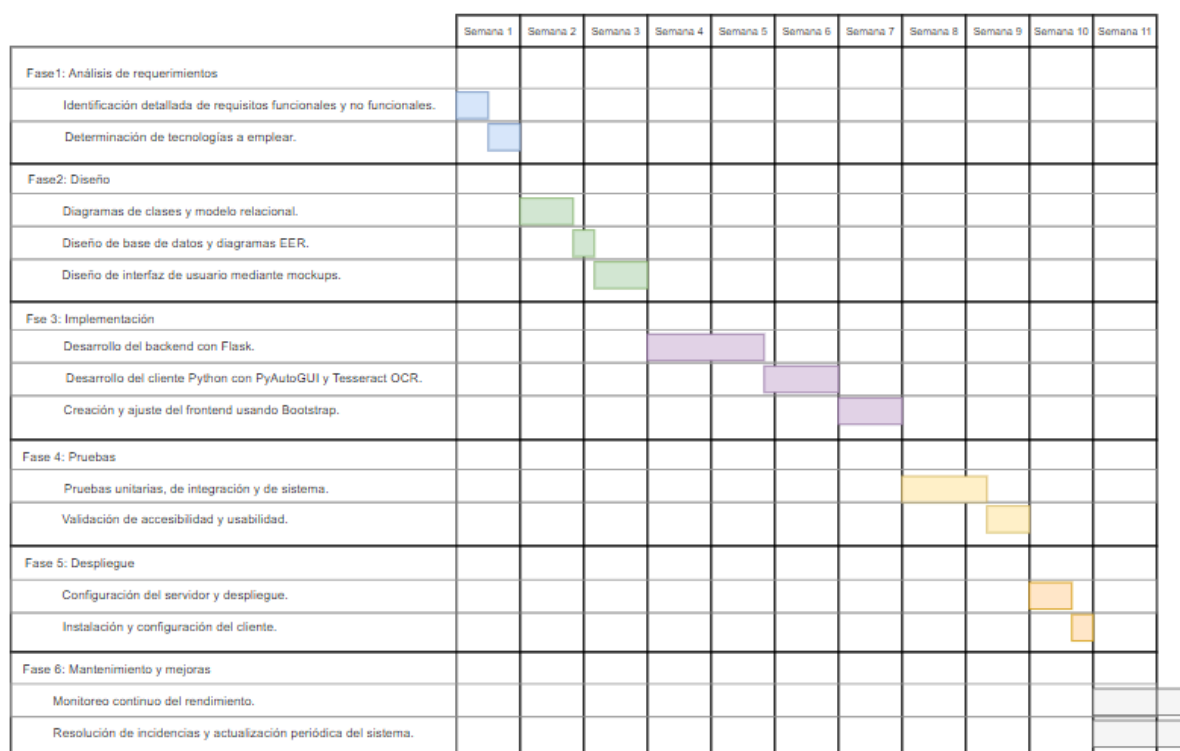 Semana 1 Semana 2 Semana 3 Semana 4 Semana 5 Semana 6 Semana 7 Semana 8 Semana 9 Semana 10 Semana 11
Fase1: Análisis de requerimientos
Identificación detallada de requisitos funcionales y no funcionales.
Determinación de tecnologías a emplear.
Fase2: Diseño
Diagramas de clases y modelo relacional.
Diseño de base de datos y diagramas EER.
Diseño de interfaz de usuario mediante mockups.
Fse 3: Implementación
Desarrollo del backend con Flask.
Desarrollo del cliente Python con PyAutoGUI y Tesseract OCR.
Creación y ajuste del frontend usando Bootstrap.
Fase 4: Pruebas
Pruebas unitarias, de integración y de sistema.
Validación de accesibilidad y usabilidad.
Fase 5: Despliegue
Configuración del servidor y despliegue.
Instalación y configuración del cliente.
Fase 6: Mantenimiento y mejoras
Monitoreo continuo del rendimiento.
Resolución de incidencias y actualización periódica del sistema.